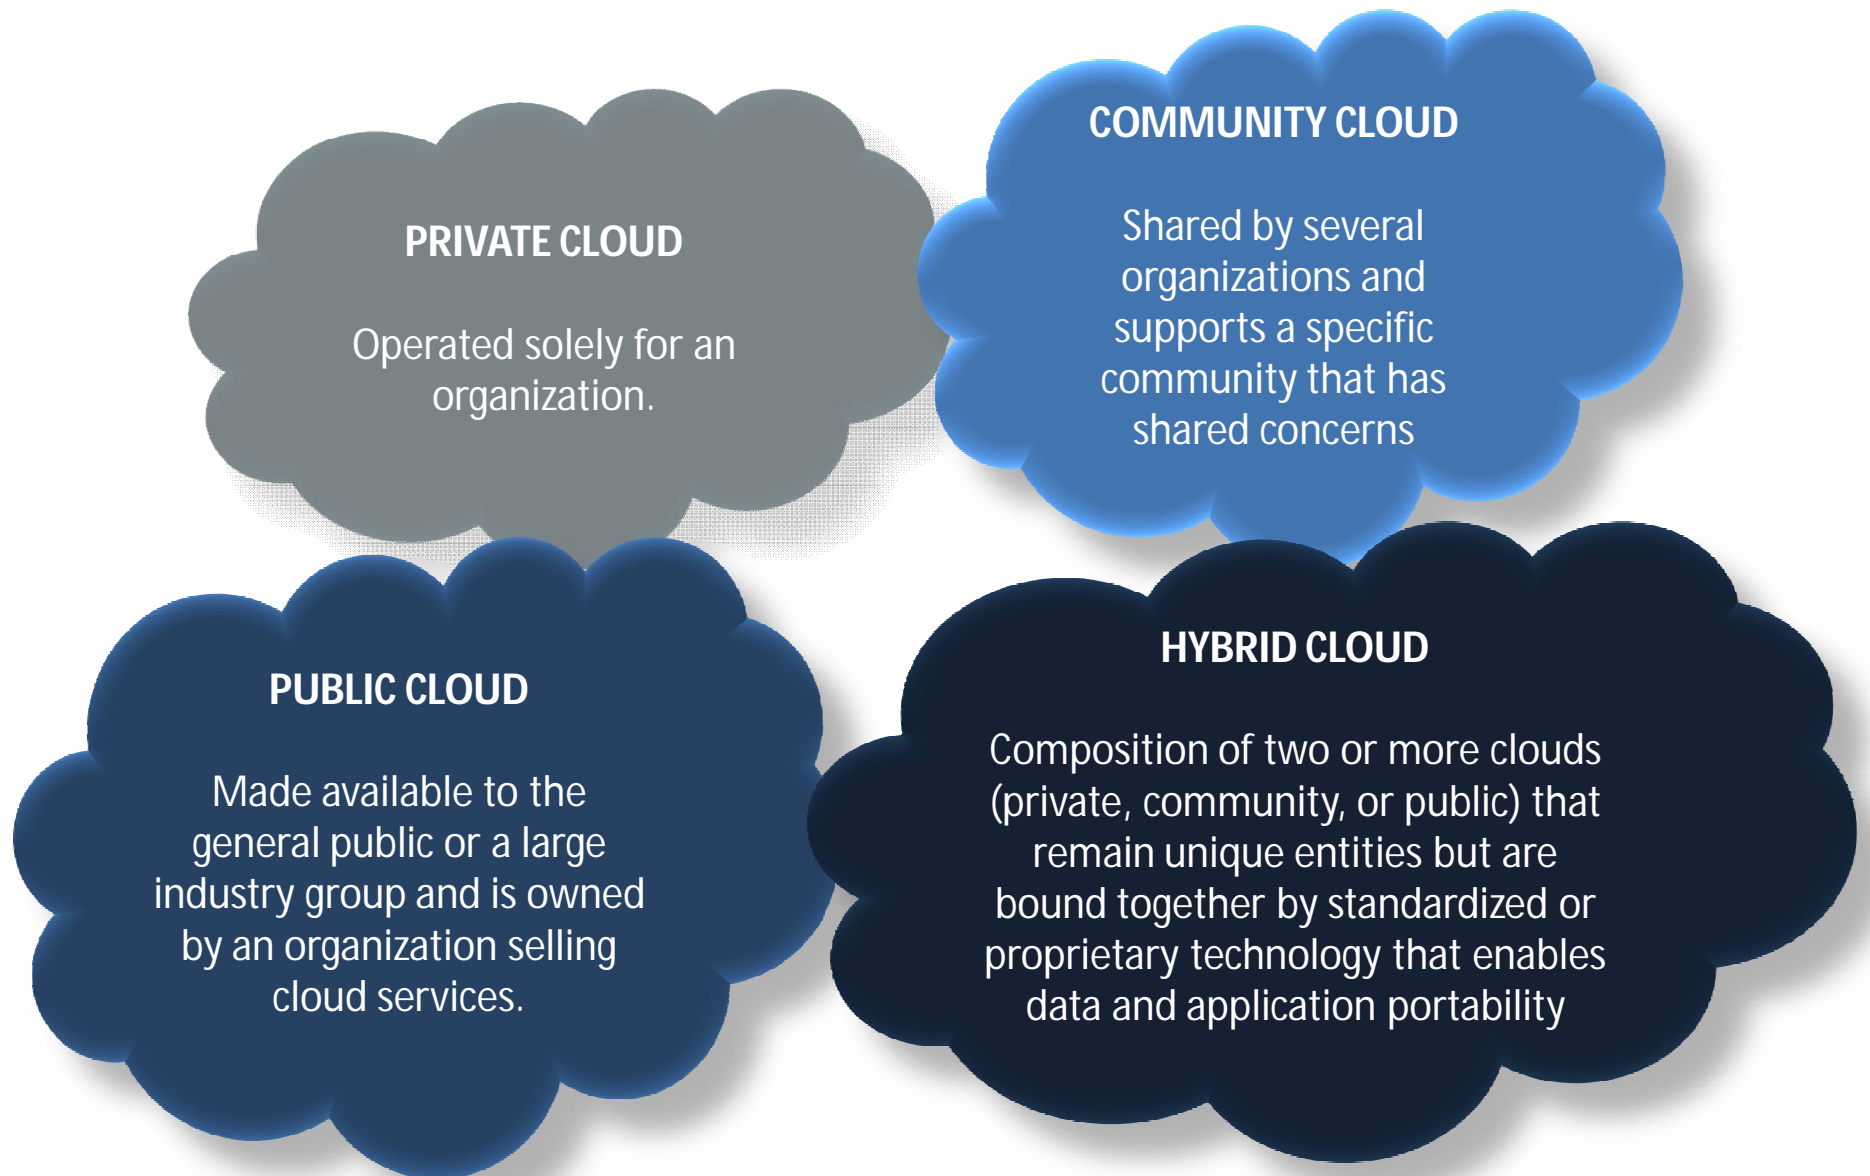 PRIVATE CLOUD
Operated solely for an
organization.
COMMUNITY CLOUD
Shared by several
organizations and
supports a specific
community that has
shared concerns
PUBLIC CLOUD
Made available to the
general public or a large
industry group and is owned
by an organization selling
cloud services.
HYBRID CLOUD
Composition of two or more clouds
(private, community, or public) that
remain unique entities but are
bound together by standardized or
proprietary technology that enables
data and application portability